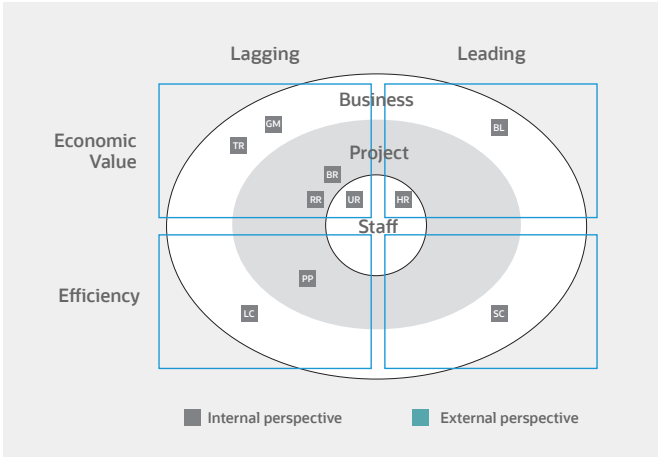 Lagging
Leading
Business
Economic
Value
GM
TR
BL
Project
BR
RR
UR
HR
Staff
Efficiency
PP
LC
SC
Internal perspective
External perspective